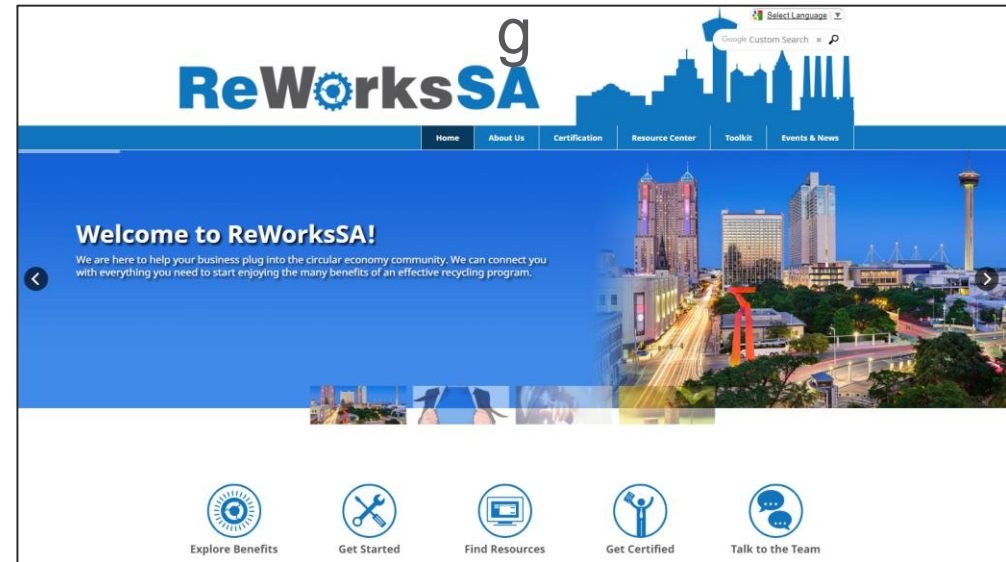 g
Select Language ▼
Google Custom Search ×
ReWorksSA
Home About Us Certification Resource Center Toolkit Events & News
Welcome to ReWorksSA!
We are here to help your business plug into the circular economy community. We can connect you
with everything you need to start enjoying the many benefits of an effective recycling program.
Explore Benefits Get Started Find Resources Get Certified Talk to the Team